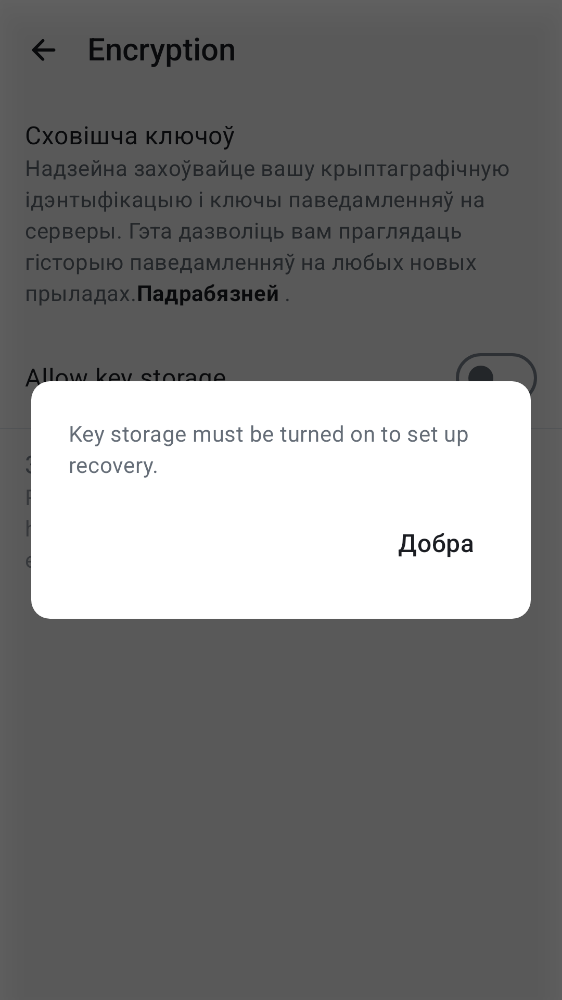 Encryption
Сховішча ключоў
Надзейна захоўвайце вашу крыптаграфічную
ідэнтыфікацыю і ключы паведамленняў на
серверы. Гэта дазволіць вам праглядаць
гісторыю паведамленняў на любых новых
прыладах.Падрабязней .
Allow key storage
Key storage must be turned on to set up
recovery.
Добра